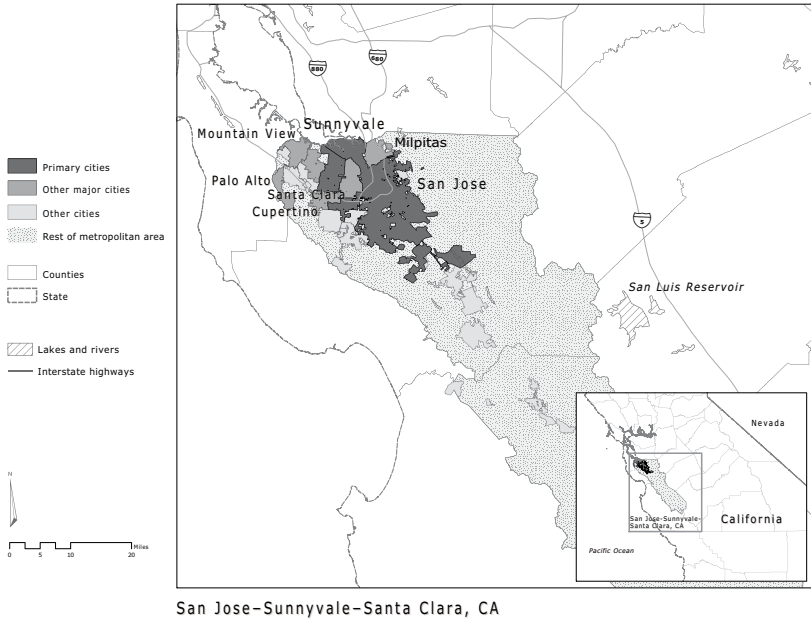 880
680
Sunnyvale
Mountain View
Milpitas
Palo Alto
San Jose
Santa Clara
Cupertino
5
San Luis Reservoir
Primary cities
Other major cities
Other cities
Rest of metropolitan area
Counties
State
Lakes and rivers
Interstate highways
N
0 5 10 20
Miles
Nevada
San Jose-Sunnyvale-
Santa Clara, CA
California
Pacific Ocean
San Jose–Sunnyvale–Santa Clara, CA